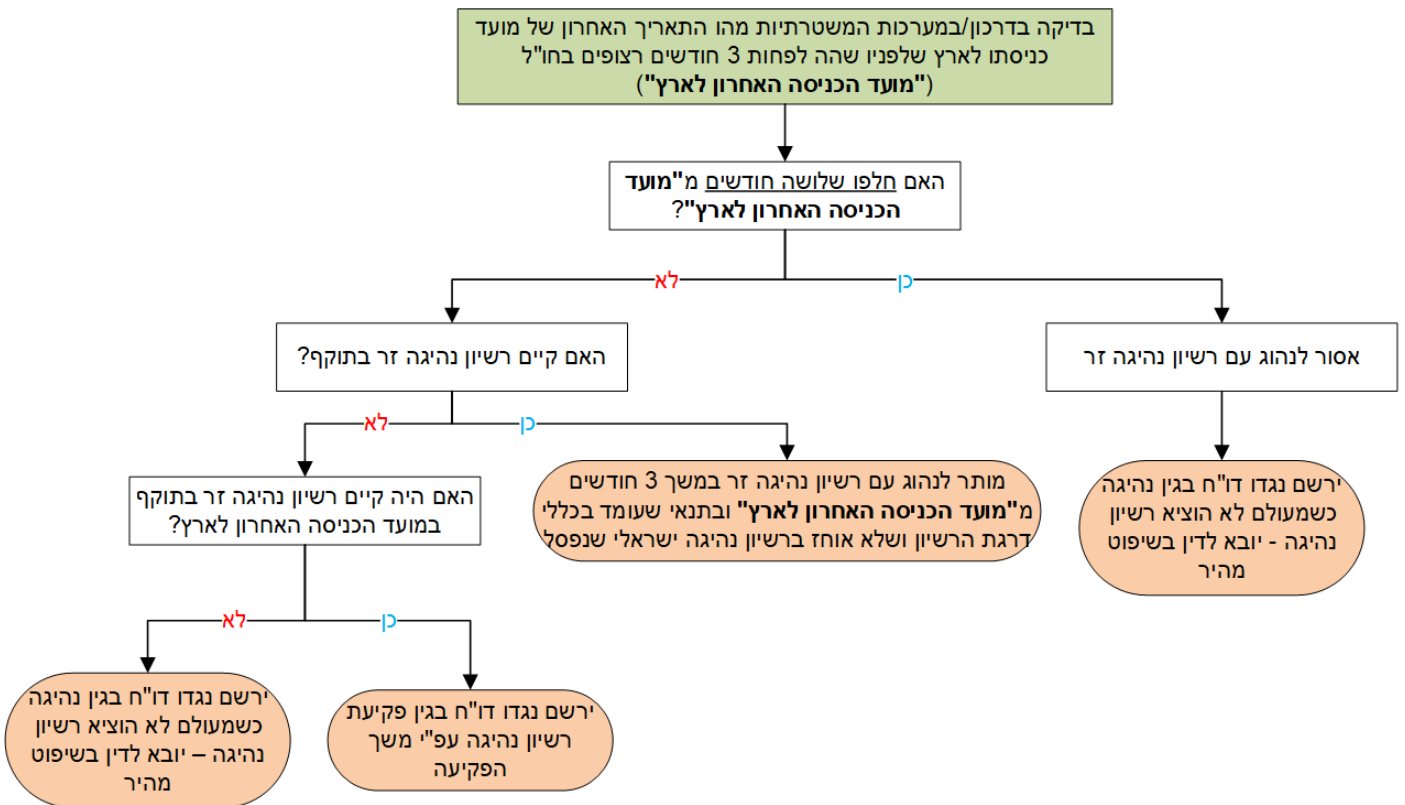 בדיקה בדרכון/במערכות המשטרתיות מהו התאריך האחרון של מועד
כניסתו לארץ שלפניו שהה לפחות 3 חודשים רצופים בחו"ל
("מועד הכניסה האחרון לארץ")
האם חלפו שלושה חודשים מ"מועד
הכניסה האחרון לארץ"?
כן
לא
אסור לנהוג עם רשיון נהיגה זר
האם קיים רשיון נהיגה זר בתוקף?
כן
לא
ירשם נגדו דו"ח בגין נהיגה
כשמעולם לא הוציא רשיון
נהיגה - יובא לדין בשיפוט
מהיר
מותר לנהוג עם רשיון נהיגה זר במשך 3 חודשים
מ"מועד הכניסה האחרון לארץ" ובתנאי שעומד בכללי
דרגת הרשיון ושלא אוחז ברשיון נהיגה ישראלי שנפסל
האם היה קיים רשיון נהיגה זר בתוקף
במועד הכניסה האחרון לארץ?
כן
לא
ירשם נגדו דו"ח בגין פקיעת
רשיון נהיגה עפ"י משך
הפקיעה
ירשם נגדו דו"ח בגין נהיגה
כשמעולם לא הוציא רשיון
נהיגה – יובא לדין בשיפוט
מהיר